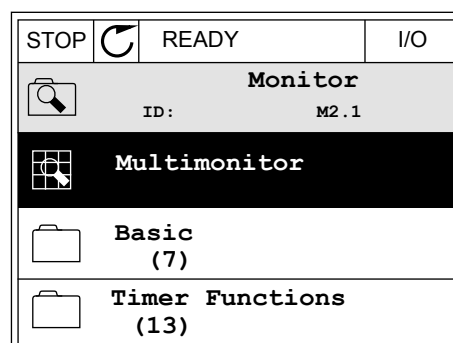 STOP READY I/O
Monitor
ID: M2.1
Multimonitor
Basic
(7)
Timer Functions
(13)